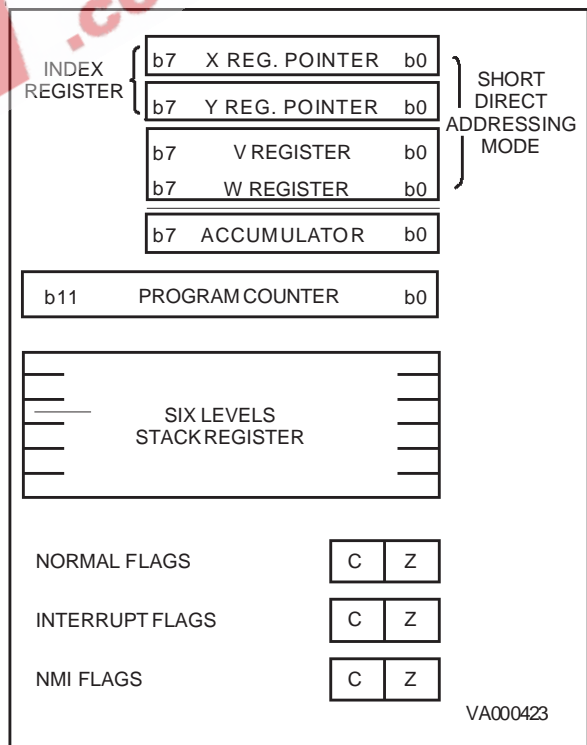 .c
INDEX
REGISTER
b7 X REG. POINTER b0
b7 Y REG. POINTER b0
b7 V REGISTER b0
b7 W REGISTER b0
SHORT
DIRECT
ADDRESSING
MODE
b7 ACCUMULATOR b0
b11 PROGRAM COUNTER b0
SIX LEVELS
STACK REGISTER
NORMAL FLAGS C Z
INTERRUPT FLAGS C Z
NMI FLAGS C Z
VA000423